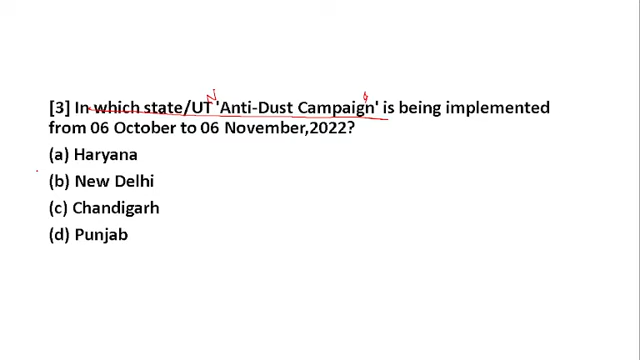 [3] In which state/UT 'Anti-Dust Campaign' is being implemented
from 06 October to 06 November,2022?
(a) Haryana
(b) New Delhi
(c) Chandigarh
(d) Punjab